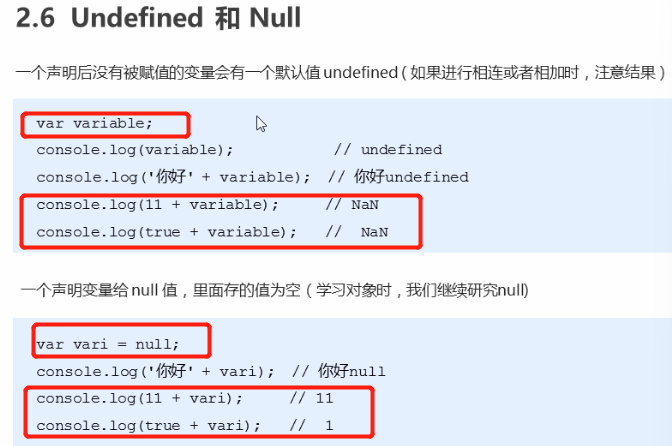 2.6 Undefined 和 Null
一个声明后没有被赋值的变量会有一个默认值 undefined ( 如果进行相连或者相加时，注意结果 )
var variable;
console.log(variable); // undefined
console.log('你好' + variable); // 你好undefined
console.log(11 + variable); // NaN
console.log(true + variable); // NaN
一个声明变量给 null 值，里面存的值为空（学习对象时，我们继续研究null)
var vari = null;
console.log('你好' + vari); // 你好null
console.log(11 + vari); // 11
console.log(true + vari); // 1